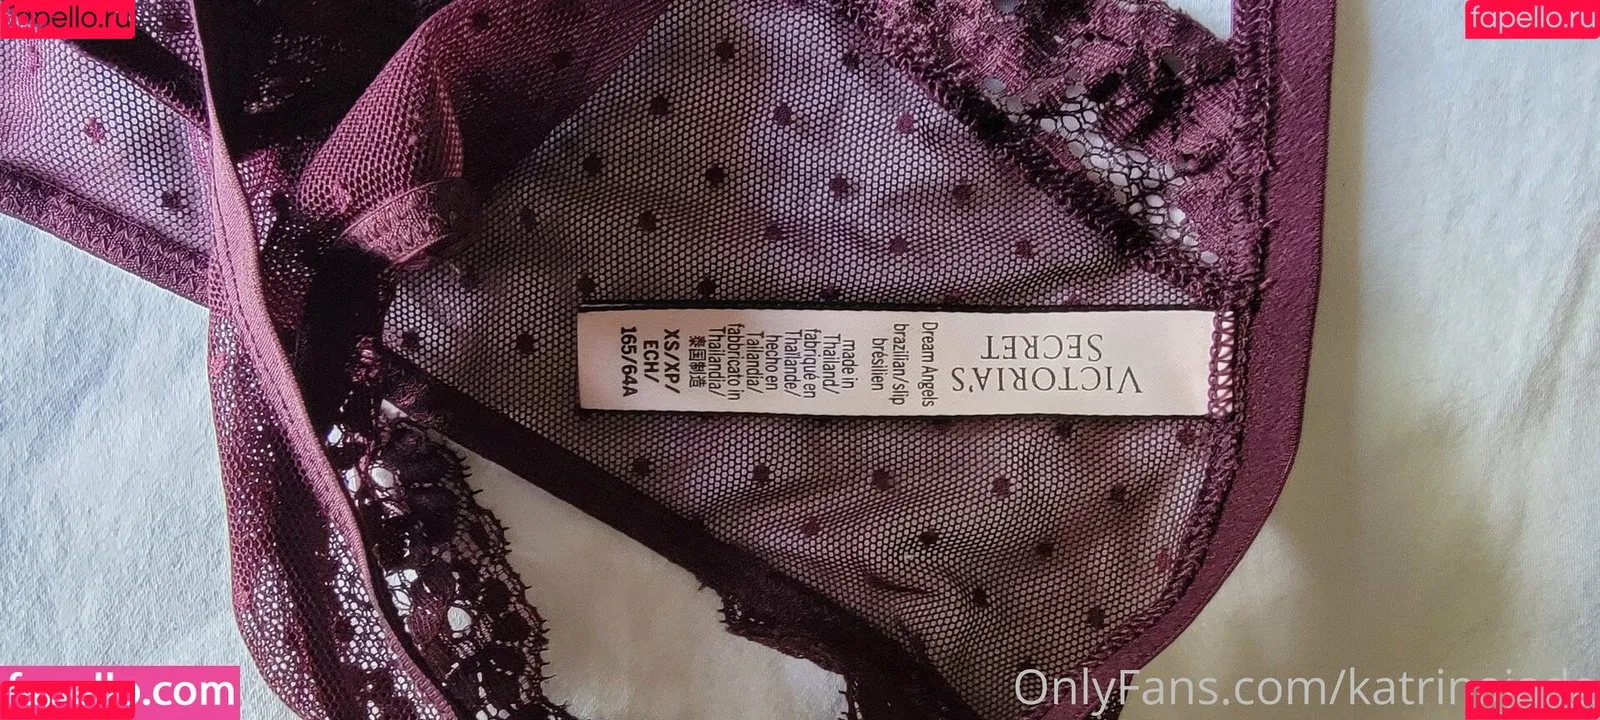 fapello.ru
fapello.ru
VICTORIA'S
SECRET
Dream Angels
brazilian/slip
brésilien
made in
Thailand/
fabriqué en
Thaïlande/
hecho en
Tailandia/
fabbricato in
Thailandia/
泰国制造
XS/XP/
ECH/
165/64A
.com
fapello.ru
OnlyFans.com/
fapello.ru